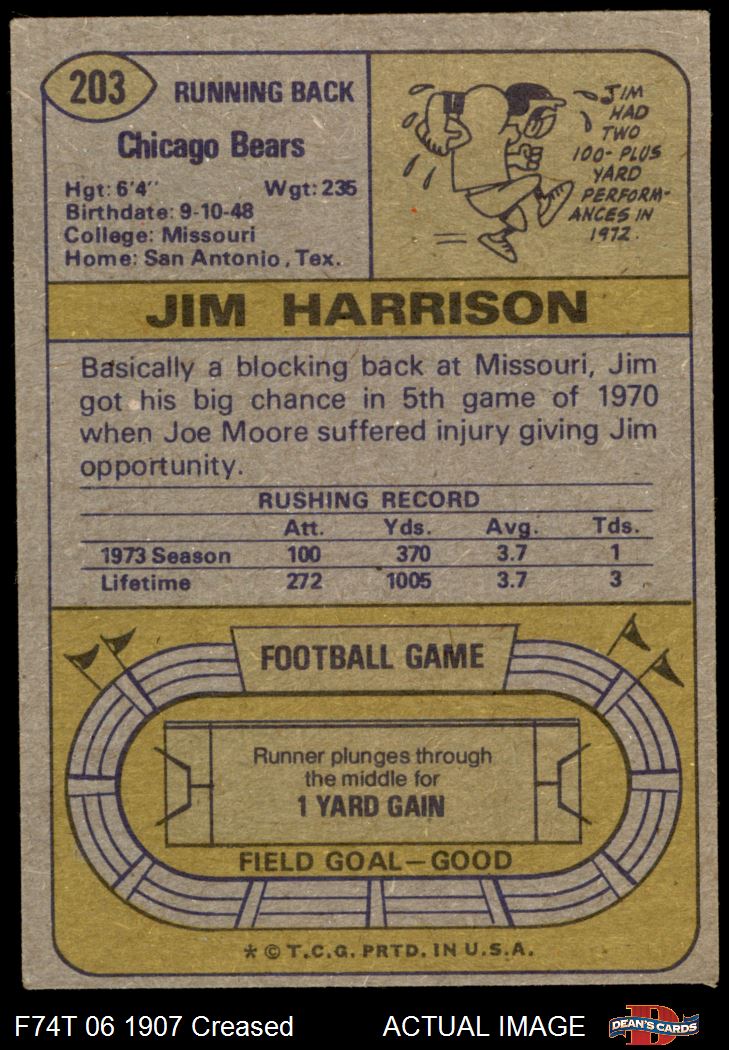 203
RUNNING BACK
Chicago Bears
Hgt: 6'4" Wgt: 235
Birthdate: 9-10-48
College: Missouri
Home: San Antonio, Tex.
JIM
HAD
TWO
100-PLUS
YARD
PERFORM-
ANCES IN
1972.
JIM HARRISON
Basically a blocking back at Missouri, Jim
got his big chance in 5th game of 1970
when Joe Moore suffered injury giving Jim
opportunity.
RUSHING RECORD
Att. Yds. Avg. Tds.
1973 Season 100 370 3.7 1
Lifetime 272 1005 3.7 3
FOOTBALL GAME
Runner plunges through
the middle for
1 YARD GAIN
FIELD GOAL—GOOD
* © T.C.G. PRTD. IN U.S.A.
F74T 06 1907 Creased ACTUAL IMAGE
DEAN'S CARDS